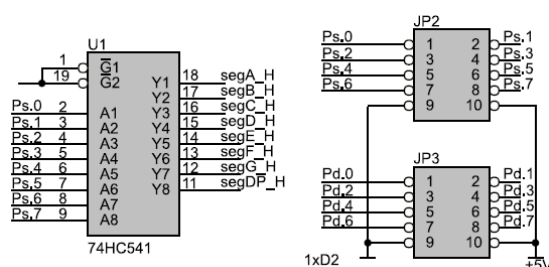 U1
1 G1
19 G2
Y1 18 segA_H
Y2 17 segB_H
Ps.0 2 A1 Y3 16 segC_H
Ps.1 3 A2 Y4 15 segD_H
Ps.2 4 A3 Y5 14 segE_H
Ps.3 5 A4 Y6 13 segF_H
Ps.4 6 A5 Y7 12 segG_H
Ps.5 7 A6 Y8 11 segDP_H
Ps.6 8 A7
Ps.7 9 A8
74HC541
JP2
Ps.0 1 2 Ps.1
Ps.2 3 4 Ps.3
Ps.4 5 6 Ps.5
Ps.6 7 8 Ps.7
9 10
JP3
Pd.0 1 2 Pd.1
Pd.2 3 4 Pd.3
Pd.4 5 6 Pd.5
Pd.6 7 8 Pd.7
9 10
1xD2 +5V